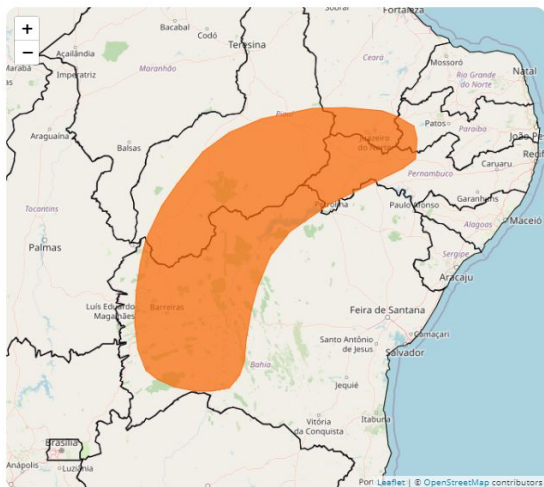 +
−
Fortaleza
Bacabal
Codó
Sobral
Teresina
Açailândia
Marabá
Imperatriz
Maranhão
Ceará
Mossoró
Rio Grande
do Norte
Natal
Piauí
Araguaína
Balsas
Juazeiro
do Norte
Patos
Paraíba
João Pe
Recif
Caruaru
Pernambuco
Garanhuns
Tocantins
Petrolina
Paulo Afonso
Alagoas
Maceió
Palmas
Sergipe
Aracaju
Luís Eduardo
Magalhães
Barreiras
Feira de Santana
Camaçari
Santo Antônio
de Jesus
Salvador
Bahia
Jequié
Vitória
da Conquista
Itabuna
Brasília
Anápolis
Luziânia
Por
Leaflet | © OpenStreetMap contributors